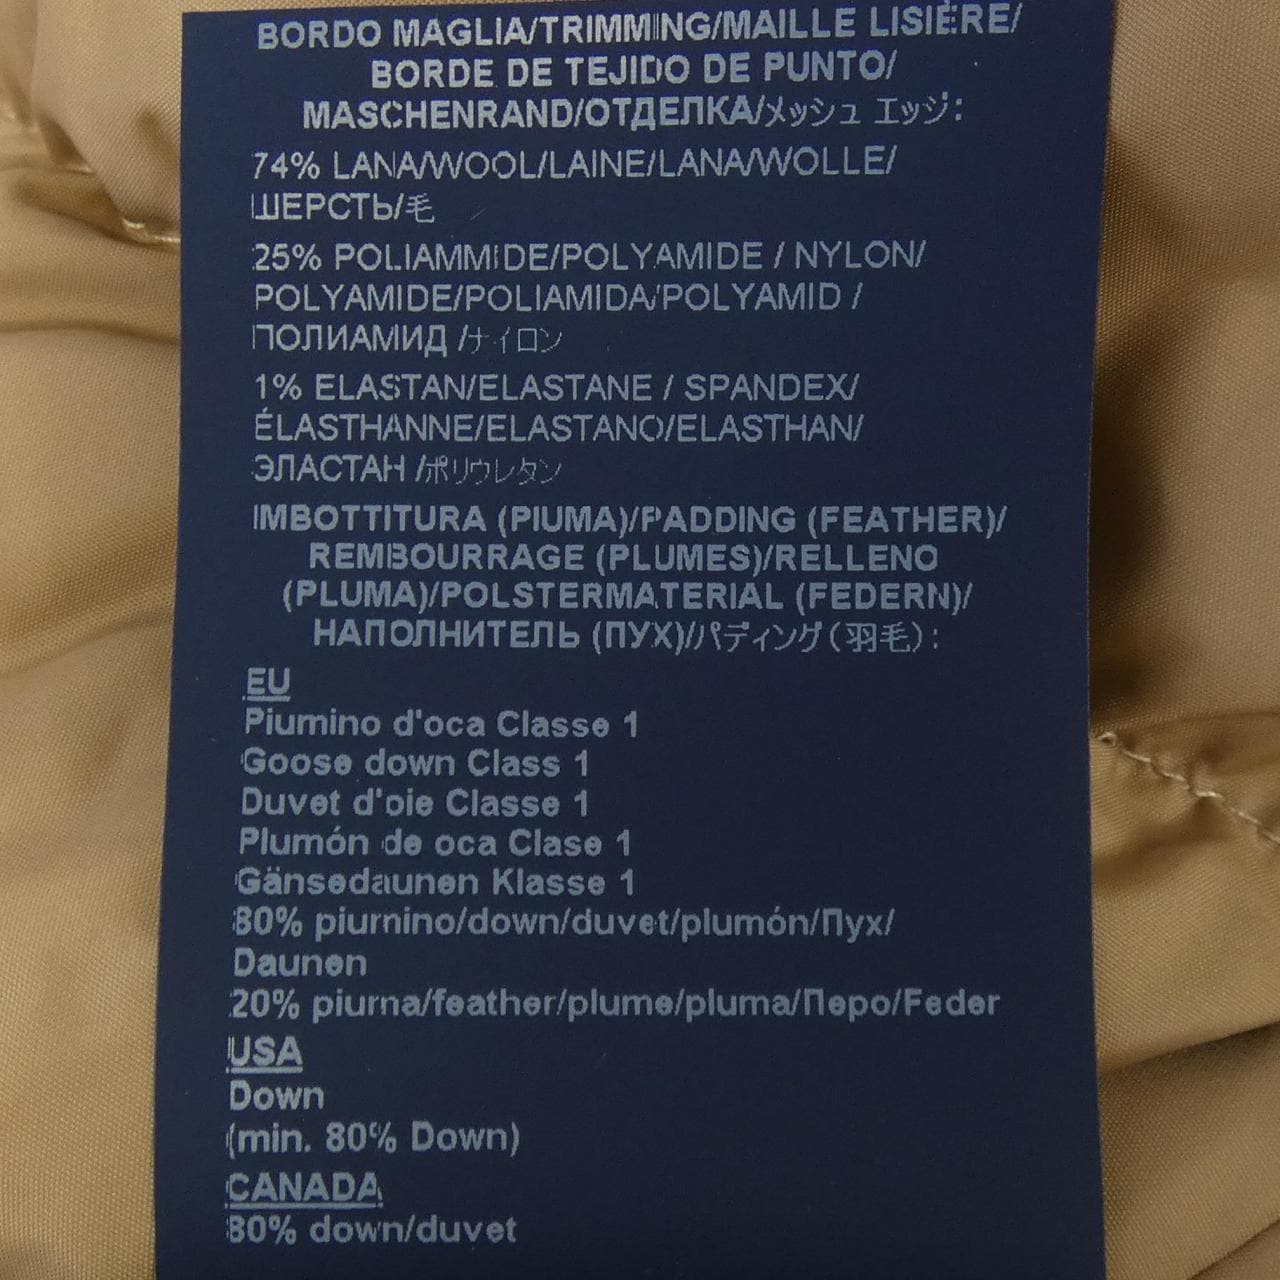 BORDO MAGLIA/TRIMMING/MAILLE LISIÈRE/
BORDE DE TEJIDO DE PUNTO/
MASCHENRAND/ОТДЕЛКА/メッシュ エッジ:
74% LANA/WOOL/LAINE/LANA/WOLLE/
ШЕРСТЬ/毛
25% POLIAMMIDE/POLYAMIDE / NYLON/
POLYAMIDE/POLIAMIDA/POLYAMID /
ПОЛИАМИД /ナイロン
1% ELASTAN/ELASTANE / SPANDEX/
ÉLASTHANNE/ELASTANO/ELASTHAN/
ЭЛАСТАН /ポリウレタン
IMBOTTITURA (PIUMA)/PADDING (FEATHER)/
REMBOURRAGE (PLUMES)/RELLENO
(PLUMA)/POLSTERMATERIAL (FEDERN)/
НАПОЛНИТЕЛЬ (ПУХ)/パディング(羽毛):
EU
Piumino d'oca Classe 1
Goose down Class 1
Duvet d'oie Classe 1
Plumón de oca Clase 1
Gänsedaunen Klasse 1
80% piumino/down/duvet/plumón/Пух/
Daunen
20% piuma/feather/plume/pluma/Перо/Feder
USA
Down
(min. 80% Down)
CANADA
80% down/duvet